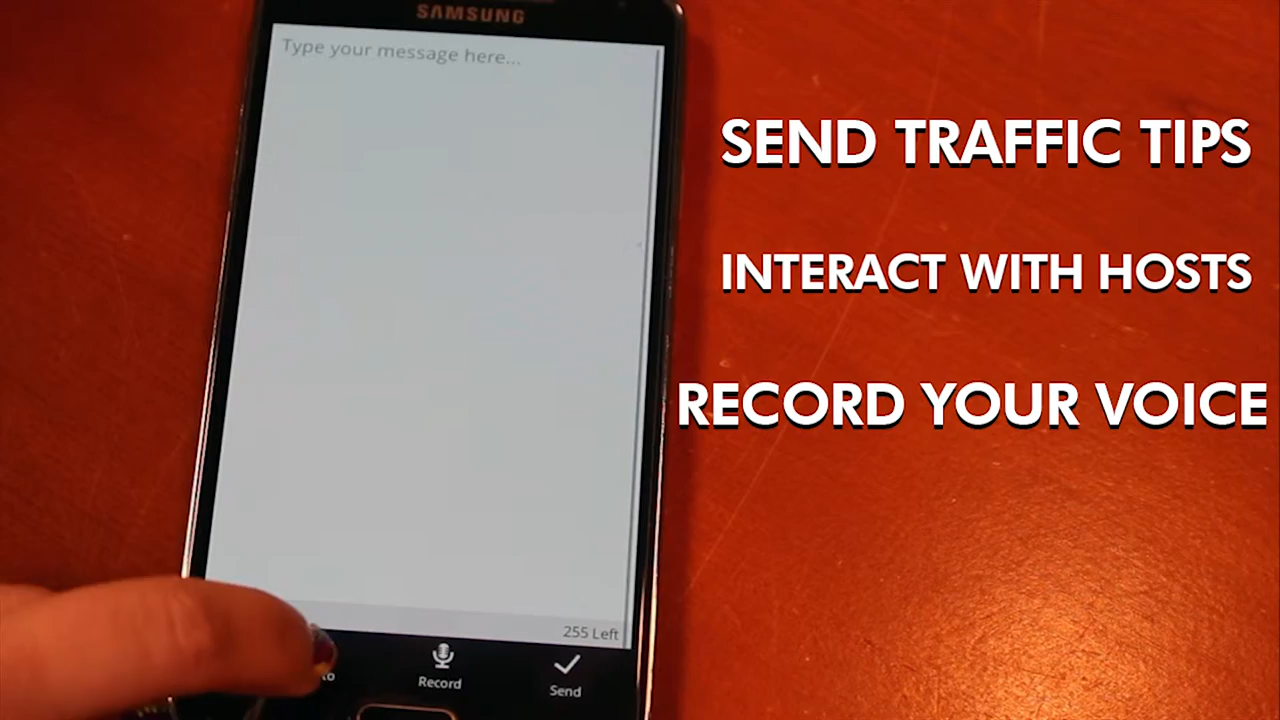 SAMSUNG
Type your message here...
255 Left
Record
Send
SEND TRAFFIC TIPS
INTERACT WITH HOSTS
RECORD YOUR VOICE